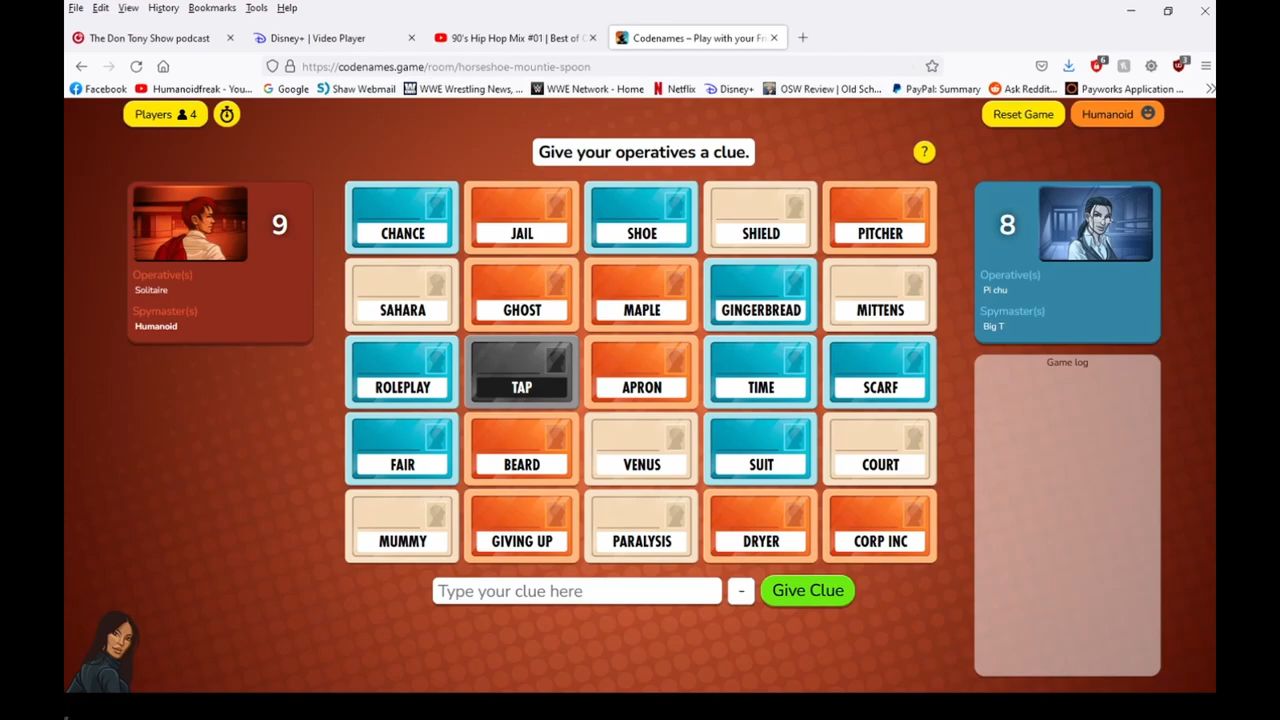 File Edit View History Bookmarks Tools Help
The Don Tony Show podcast
Disney+ | Video Player
90's Hip Hop Mix #01 | Best of
Codenames – Play with your Fr
https://codenames.game/room/horseshoe-mountie-spoon
6
3
Facebook Humanoidfreak - You... Google Shaw Webmail WWE Wrestling News, ... WWE Network - Home Netflix Disney+ OSW Review | Old Sch... PayPal: Summary Ask Reddit... Payworks Application ...
Players 4
Reset Game
Humanoid
Give your operatives a clue.
?
9
Operative(s)
Solitaire
Spymaster(s)
Humanoid
CHANCE JAIL SHOE SHIELD PITCHER
SAHARA GHOST MAPLE GINGERBREAD MITTENS
ROLEPLAY TAP APRON TIME SCARF
FAIR BEARD VENUS SUIT COURT
MUMMY GIVING UP PARALYSIS DRYER CORP INC
8
Operative(s)
Pi chu
Spymaster(s)
Big T
Game log
Type your clue here
-
Give Clue